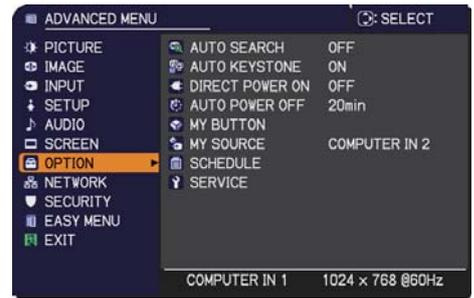 ADVANCED MENU : SELECT
PICTURE
IMAGE
INPUT
SETUP
AUDIO
SCREEN
OPTION
NETWORK
SECURITY
EASY MENU
EXIT
AUTO SEARCH OFF
AUTO KEYSTONE ON
DIRECT POWER ON OFF
AUTO POWER OFF 20min
MY BUTTON
MY SOURCE COMPUTER IN 2
SCHEDULE
SERVICE
COMPUTER IN 1 1024 × 768 @60Hz